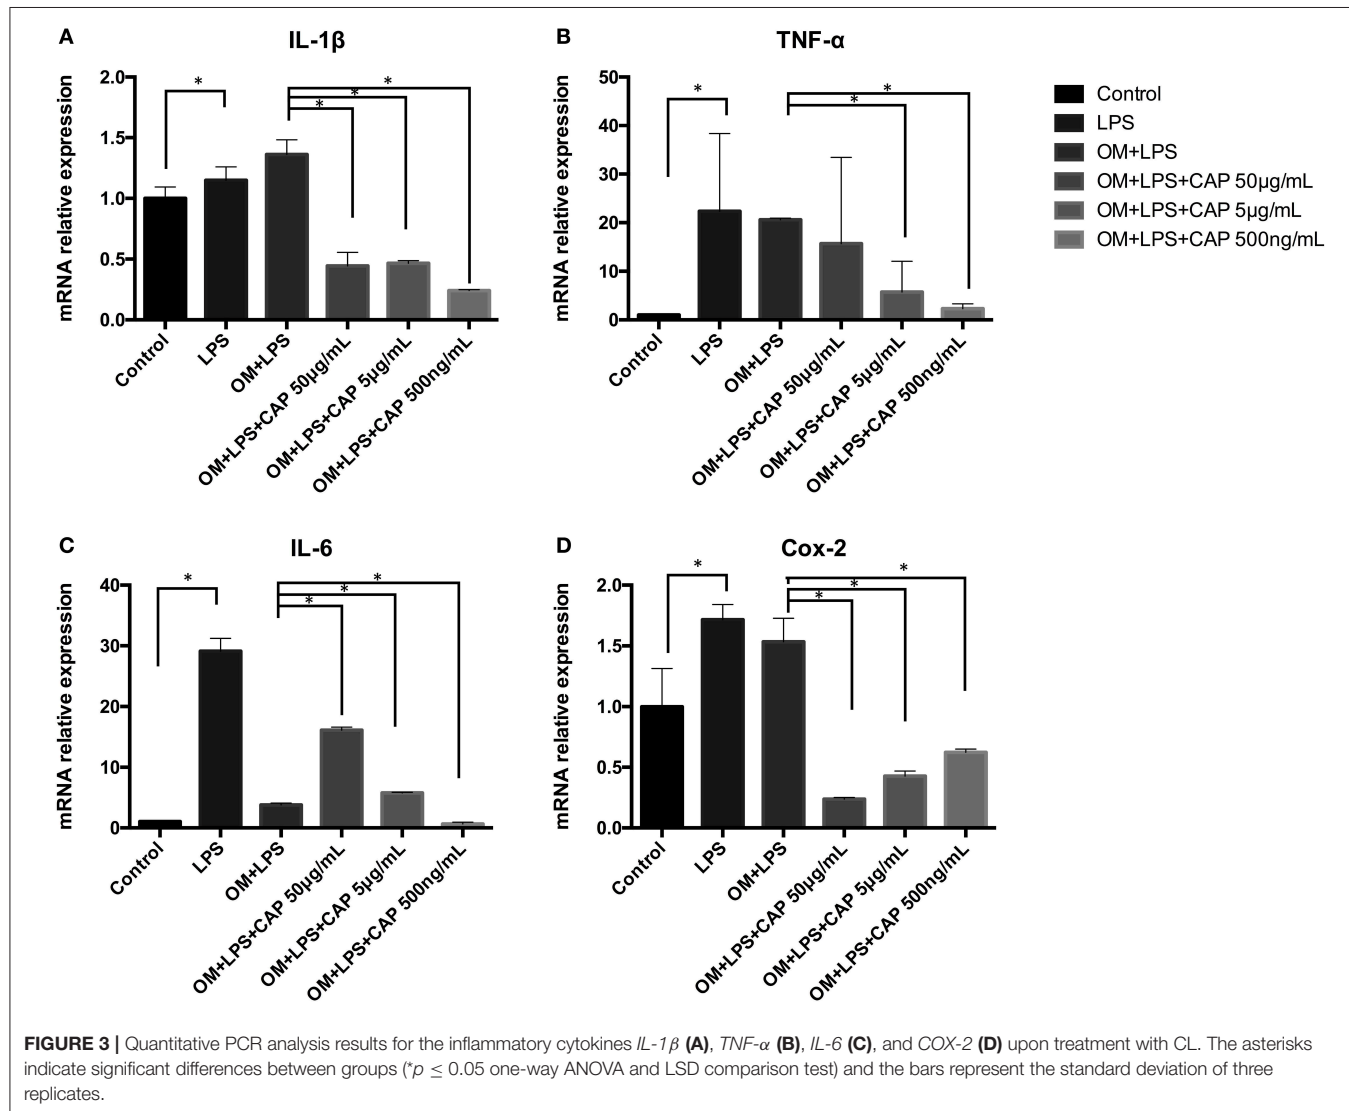 A
IL-1β
mRNA relative expression
2.0
1.5
1.0
0.5
0.0
*
*
*
*
Control
LPS
OM+LPS
OM+LPS+CAP 50µg/mL
OM+LPS+CAP 5µg/mL
OM+LPS+CAP 500ng/mL
B
TNF-α
mRNA relative expression
50
40
30
20
10
0
*
*
*
Control
LPS
OM+LPS
OM+LPS+CAP 50µg/mL
OM+LPS+CAP 5µg/mL
OM+LPS+CAP 500ng/mL
Control
LPS
OM+LPS
OM+LPS+CAP 50µg/mL
OM+LPS+CAP 5µg/mL
OM+LPS+CAP 500ng/mL
C
IL-6
mRNA relative expression
40
30
20
10
0
*
*
*
*
Control
LPS
OM+LPS
OM+LPS+CAP 50µg/mL
OM+LPS+CAP 5µg/mL
OM+LPS+CAP 500ng/mL
D
Cox-2
mRNA relative expression
2.0
1.5
1.0
0.5
0.0
*
*
*
*
Control
LPS
OM+LPS
OM+LPS+CAP 50µg/mL
OM+LPS+CAP 5µg/mL
OM+LPS+CAP 500ng/mL
FIGURE 3 | Quantitative PCR analysis results for the inflammatory cytokines IL-1β (A), TNF-α (B), IL-6 (C), and COX-2 (D) upon treatment with CL. The asterisks
indicate significant differences between groups (*p ≤ 0.05 one-way ANOVA and LSD comparison test) and the bars represent the standard deviation of three
replicates.